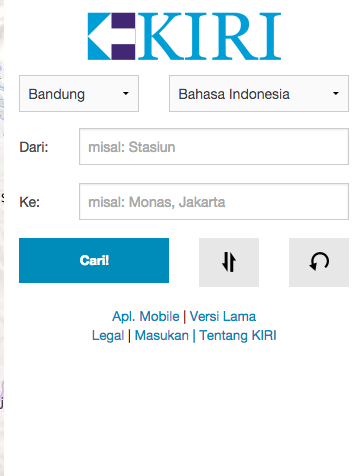 KIRI
Bandung Bahasa Indonesia
Dari: misal: Stasiun
Ke: misal: Monas, Jakarta
Cari!
Apl. Mobile | Versi Lama
Legal | Masukan | Tentang KIRI